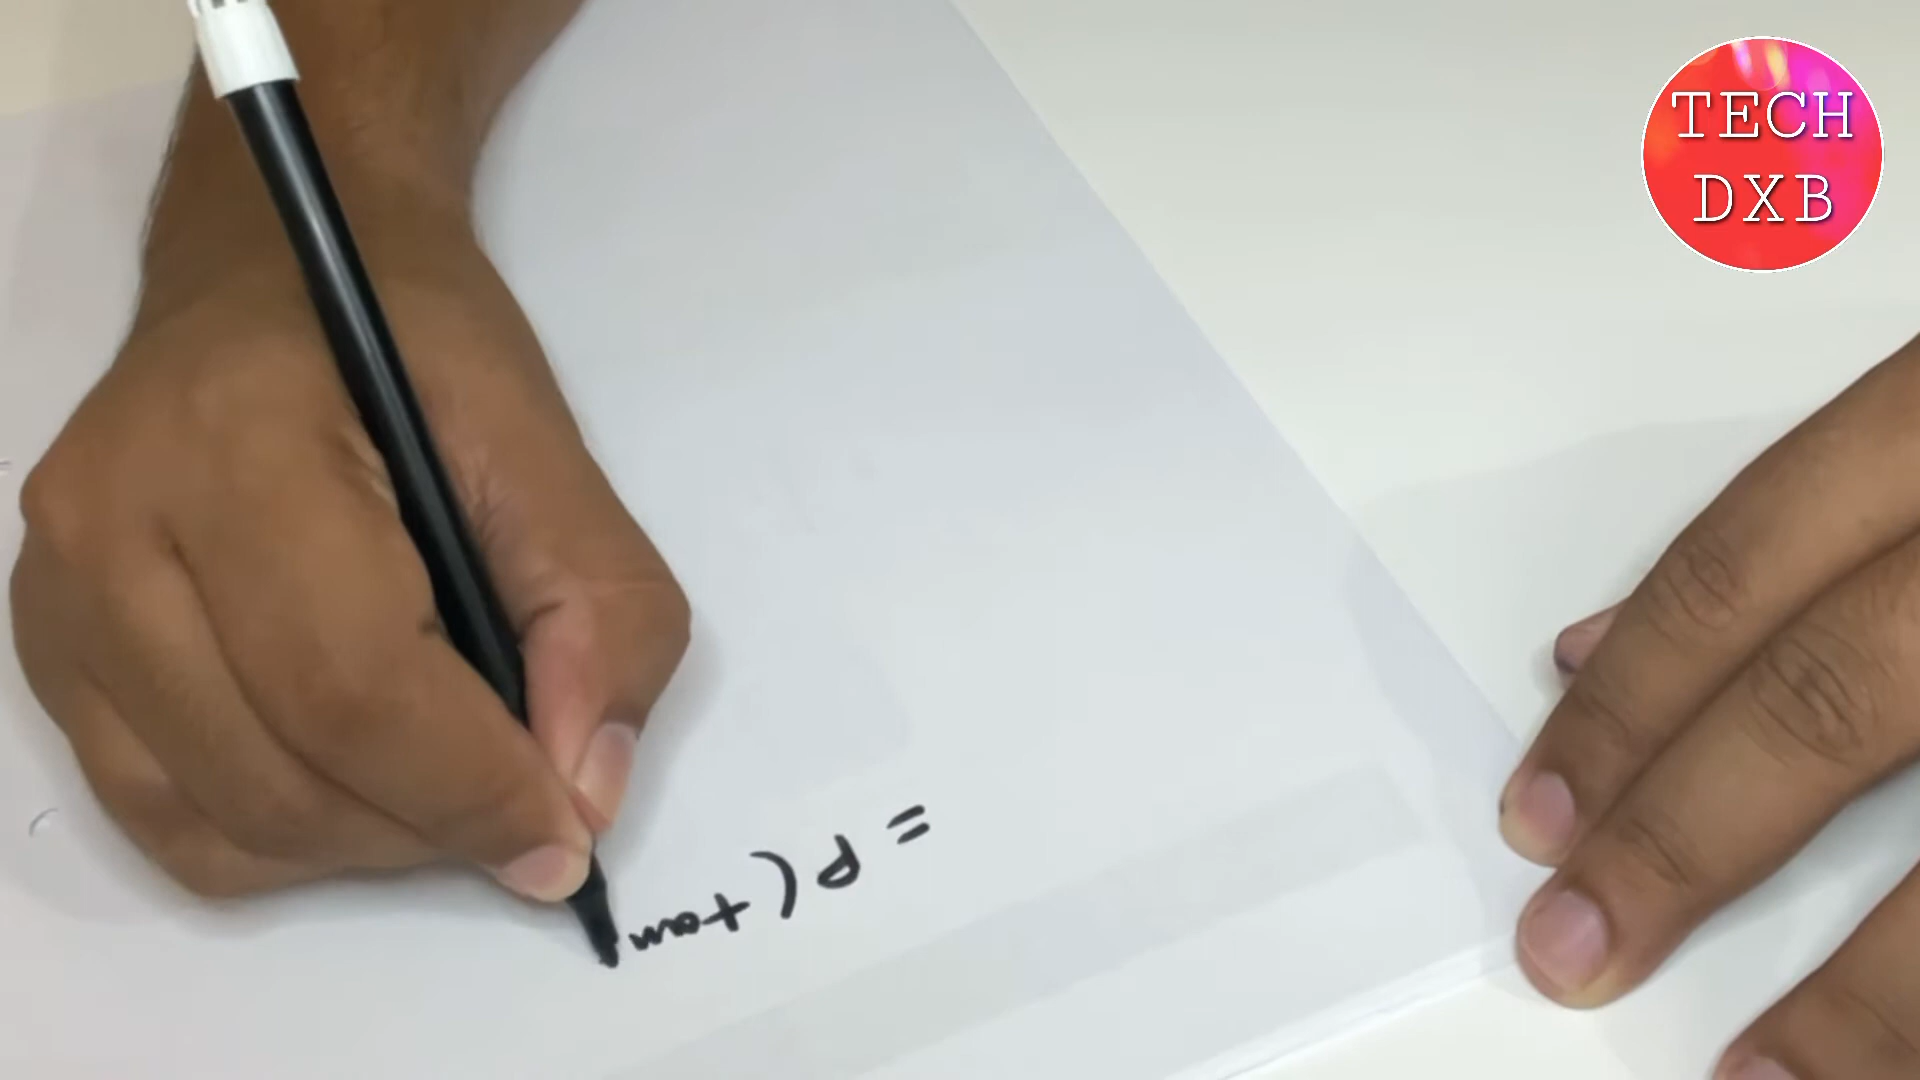 = P (
TECH
DXB